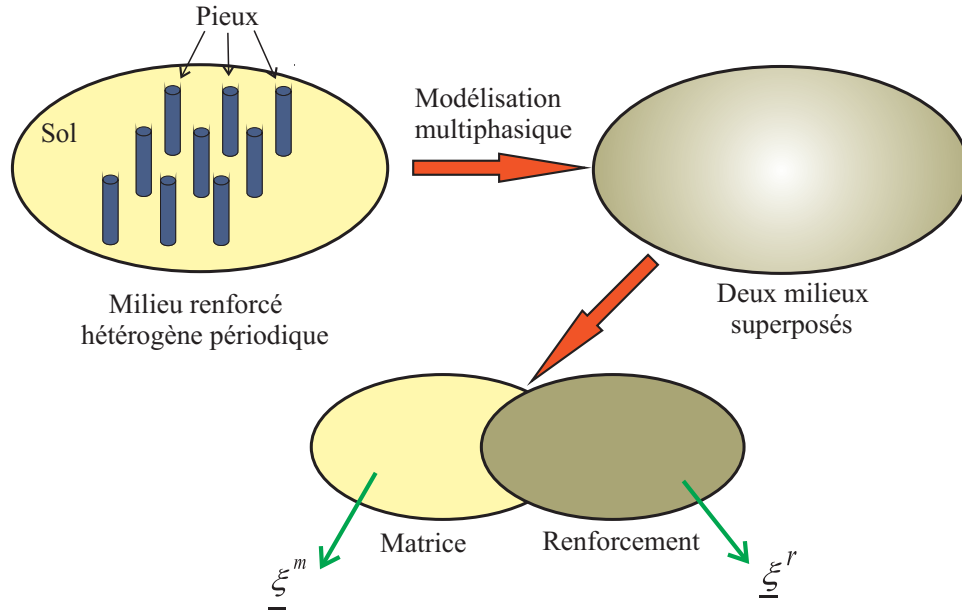 Pieux
Sol
Modélisation
multiphasique
Milieu renforcé
hétérogène périodique
Deux milieux
superposés
Matrice
Renforcement
ξ^m
ξ^r